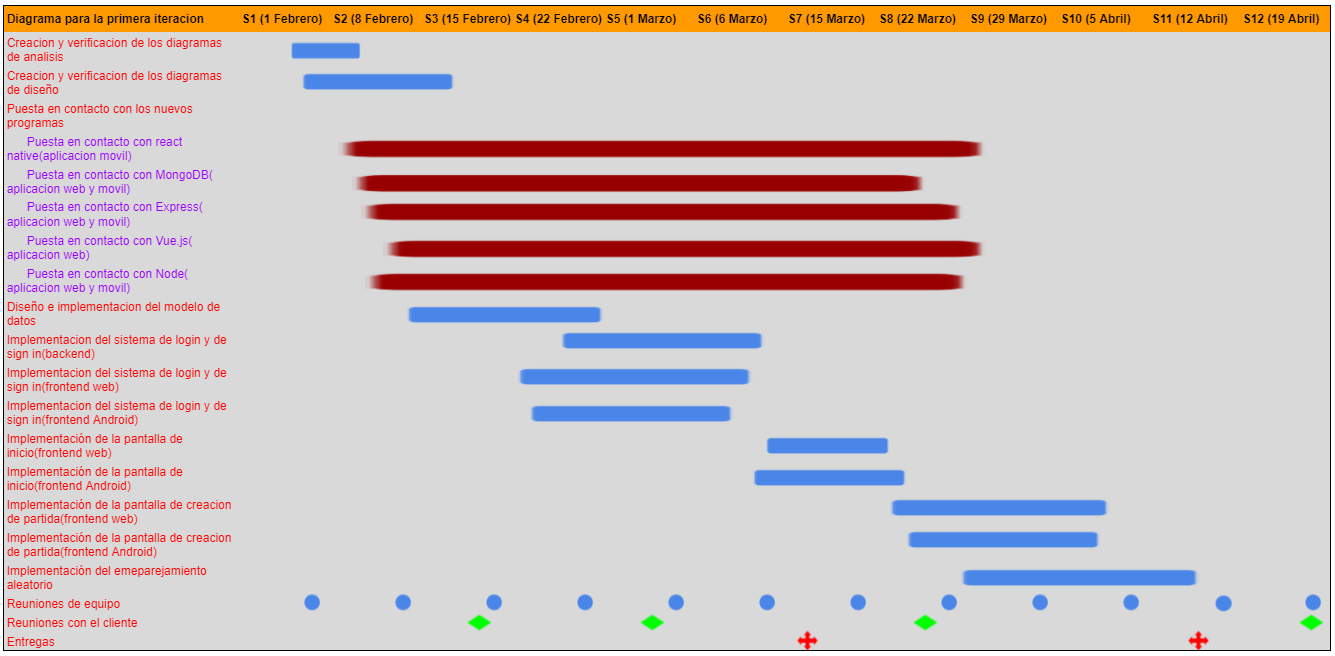 Diagrama para la primera iteracion S1 (1 Febrero) S2 (8 Febrero) S3 (15 Febrero) S4 (22 Febrero) S5 (1 Marzo) S6 (6 Marzo) S7 (15 Marzo) S8 (22 Marzo) S9 (29 Marzo) S10 (5 Abril) S11 (12 Abril) S12 (19 Abril)
Creacion y verificacion de los diagramas
de analisis
Creacion y verificacion de los diagramas
de diseño
Puesta en contacto con los nuevos
programas
Puesta en contacto con react
native(aplicacion movil)
Puesta en contacto con MongoDB(
aplicacion web y movil)
Puesta en contacto con Express(
aplicacion web y movil)
Puesta en contacto con Vue.js(
aplicacion web)
Puesta en contacto con Node(
aplicacion web y movil)
Diseño e implementacion del modelo de
datos
Implementacion del sistema de login y de
sign in(backend)
Implementacion del sistema de login y de
sign in(frontend web)
Implementacion del sistema de login y de
sign in(frontend Android)
Implementación de la pantalla de
inicio(frontend web)
Implementación de la pantalla de
inicio(frontend Android)
Implementación de la pantalla de creacion
de partida(frontend web)
Implementación de la pantalla de creacion
de partida(frontend Android)
Implementación del emeparejamiento
aleatorio
Reuniones de equipo
Reuniones con el cliente
Entregas